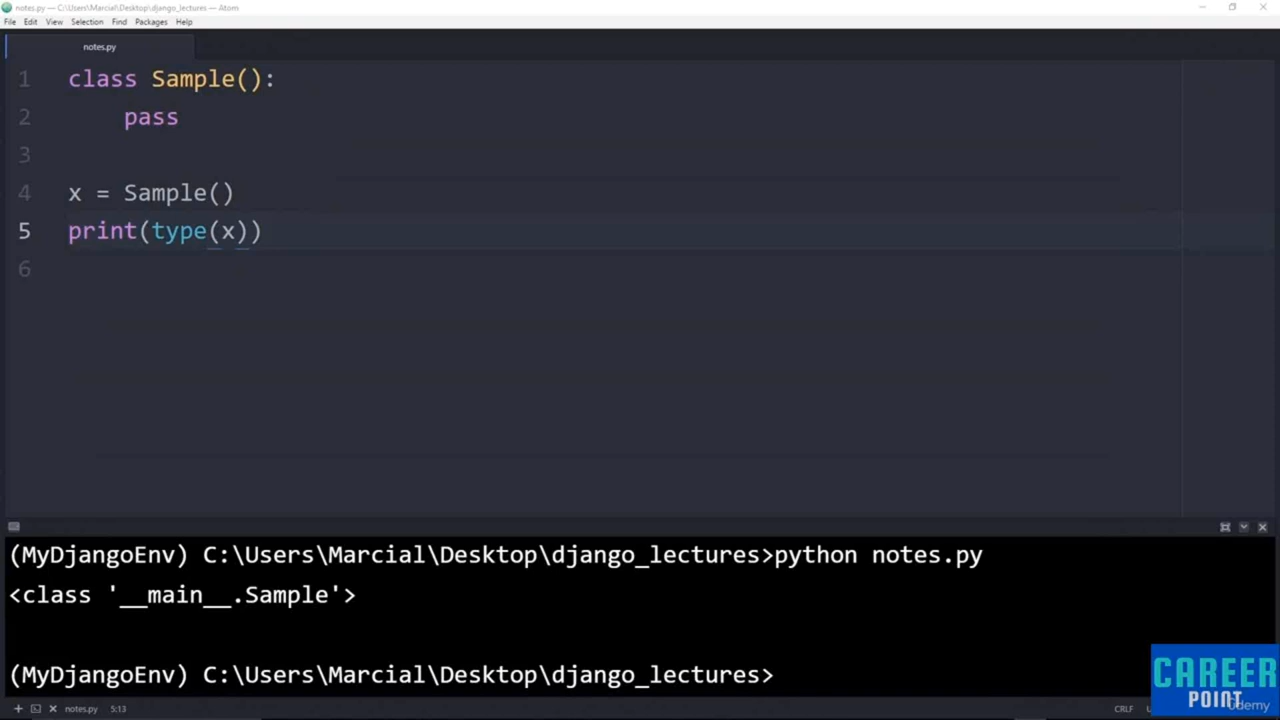 notes.py — C:\Users\Marcial\Desktop\django_lectures — Atom
File Edit View Selection Find Packages Help
notes.py
1 class Sample():
2 pass
3
4 x = Sample()
5 print(type(x))
6
(MyDjangoEnv) C:\Users\Marcial\Desktop\django_lectures>python notes.py
<class '__main__.Sample'>
(MyDjangoEnv) C:\Users\Marcial\Desktop\django_lectures>
CAREER
POINT
notes.py 5:13 CRLF